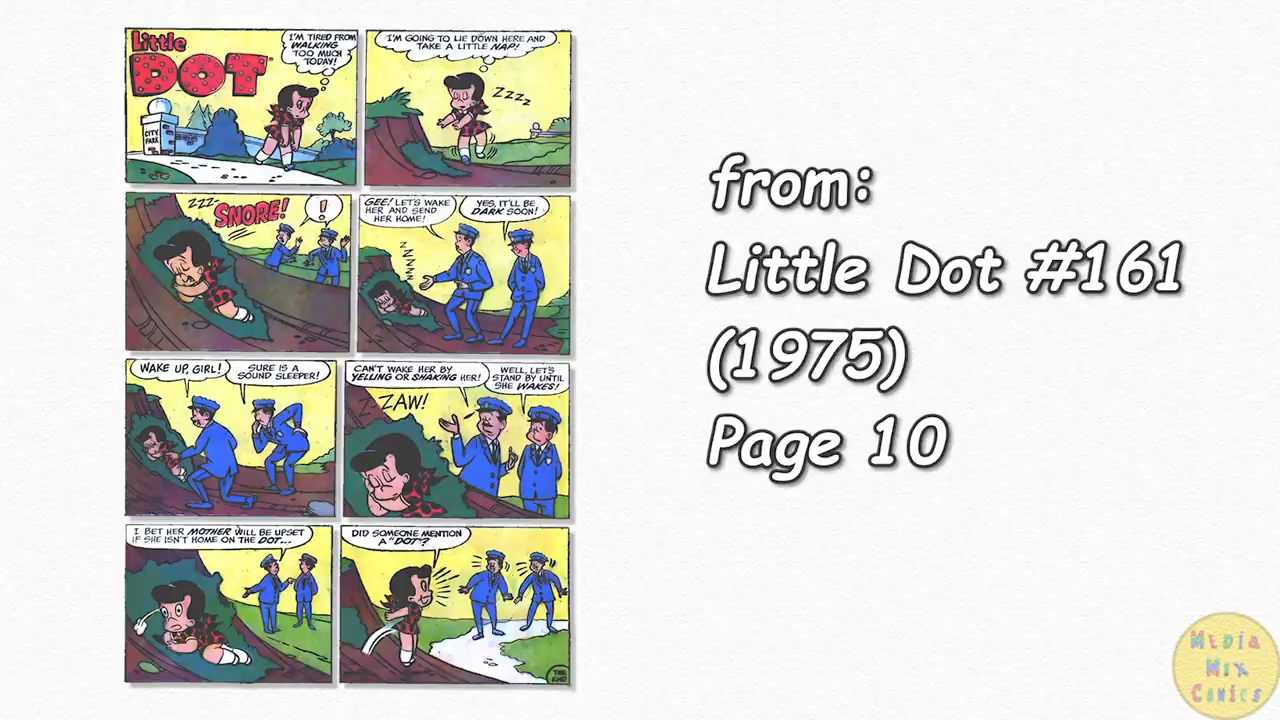 Little
DOT
I'M TIRED FROM
WALKING
TOO MUCH
TODAY!
CITY
PARK
I'M GOING TO LIE DOWN HERE AND
TAKE A LITTLE NAP!
ZZZZ
ZZZ-
SNORE!
!
GEE! LET'S WAKE
HER AND SEND
HER HOME!
YES, IT'LL BE
DARK SOON!
ZZZZZ
WAKE UP, GIRL!
SURE IS A
SOUND SLEEPER!
CAN'T WAKE HER BY
YELLING OR SHAKING HER!
WELL, LET'S
STAND BY UNTIL
SHE WAKES!
ZAW!
I BET HER MOTHER WILL BE UPSET
IF SHE ISN'T HOME ON THE DOT...
DID SOMEONE MENTION
A "DOT"?
THE
END
from:
Little Dot #161
(1975)
Page 10
Media
Mix
Comics